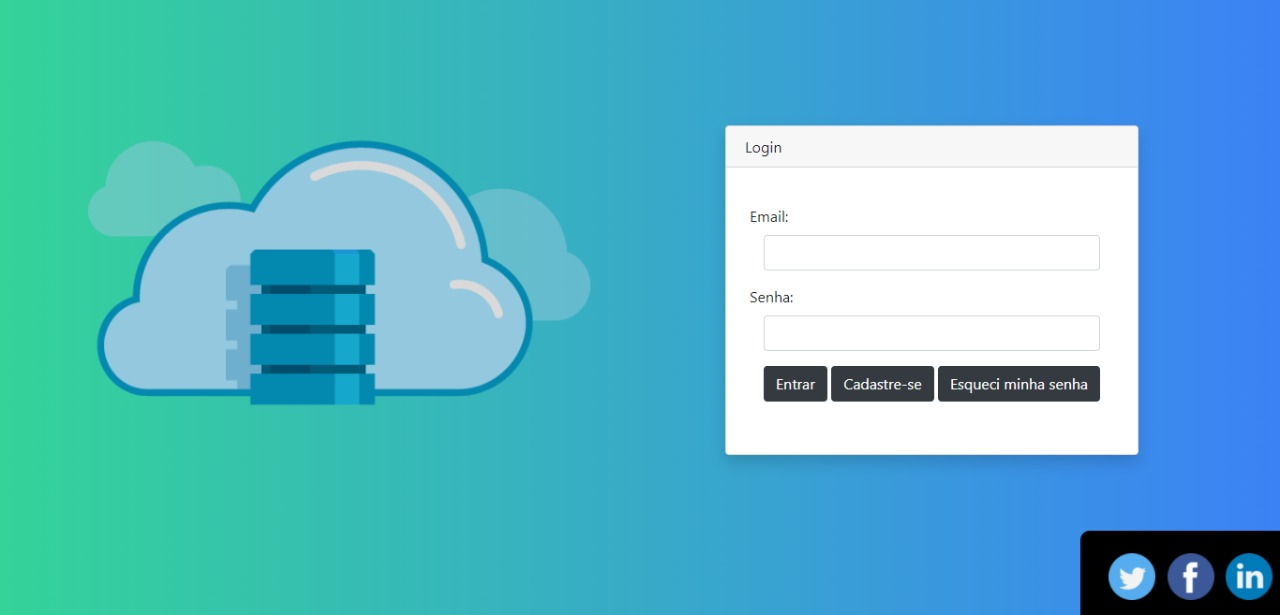 Login
Email:
Senha:
Entrar Cadastre-se Esqueci minha senha